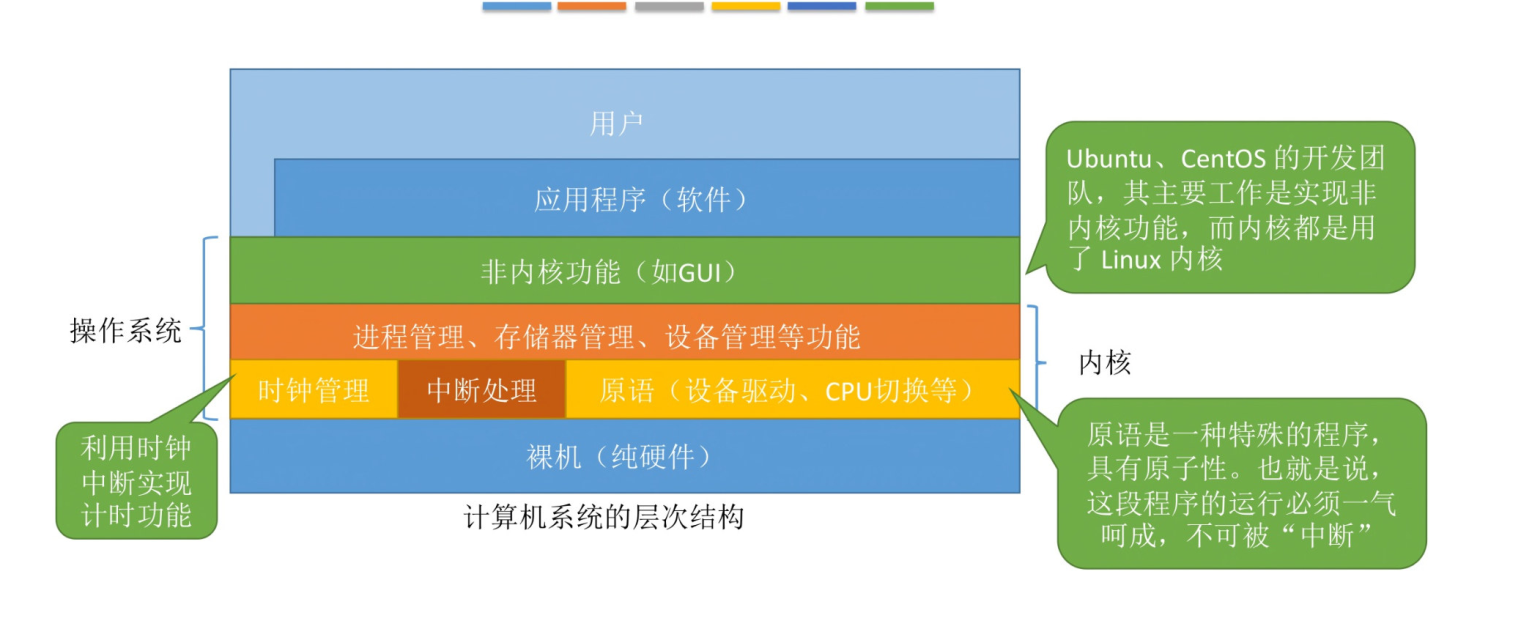 用户
应用程序（软件）
Ubuntu、CentOS 的开发团
队，其主要工作是实现非
内核功能，而内核都是用
了 Linux 内核
非内核功能（如GUI）
操作系统
进程管理、存储器管理、设备管理等功能
内核
时钟管理
中断处理
原语（设备驱动、CPU切换等）
利用时钟
中断实现
计时功能
原语是一种特殊的程序，
具有原子性。也就是说，
这段程序的运行必须一气
呵成，不可被“中断”
裸机（纯硬件）
计算机系统的层次结构